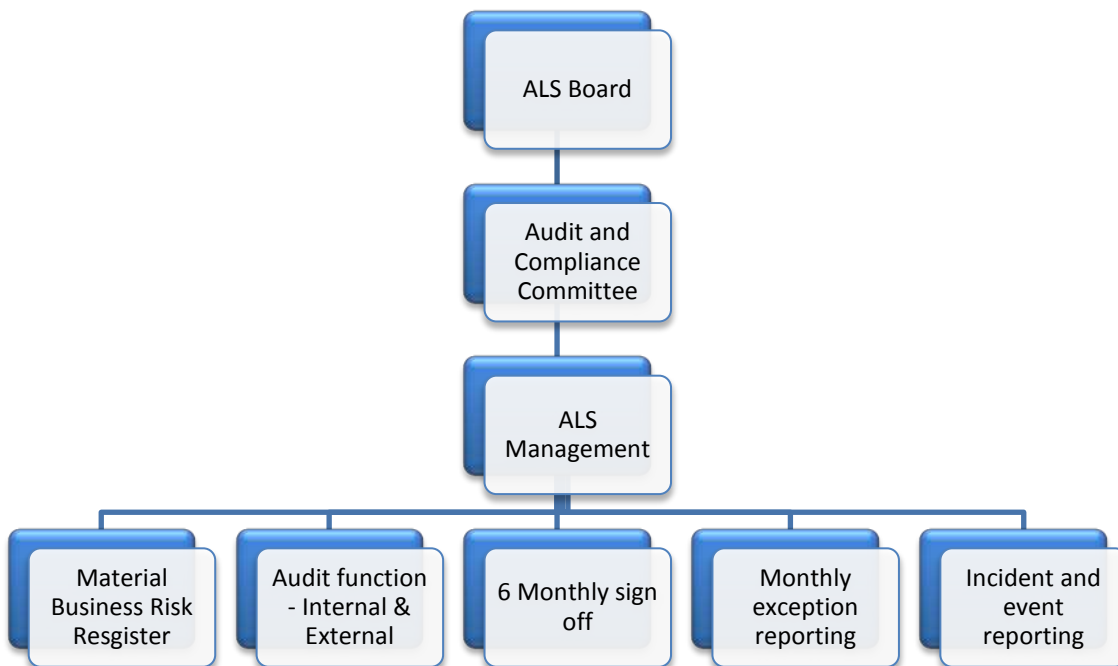 ALS Board
Audit and
Compliance
Committee
ALS
Management
Material
Business Risk
Resgister
Audit function
- Internal &
External
6 Monthly sign
off
Monthly
exception
reporting
Incident and
event
reporting